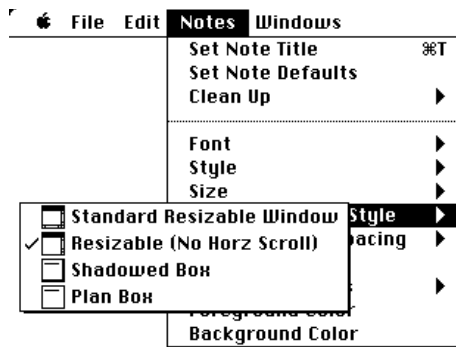 File Edit Notes Windows
Set Note Title ⌘T
Set Note Defaults
Clean Up
Font
Style
Size
Style
Standard Resizable Window
Resizable (No Horz Scroll)
Shadowed Box
Plan Box
Background Color